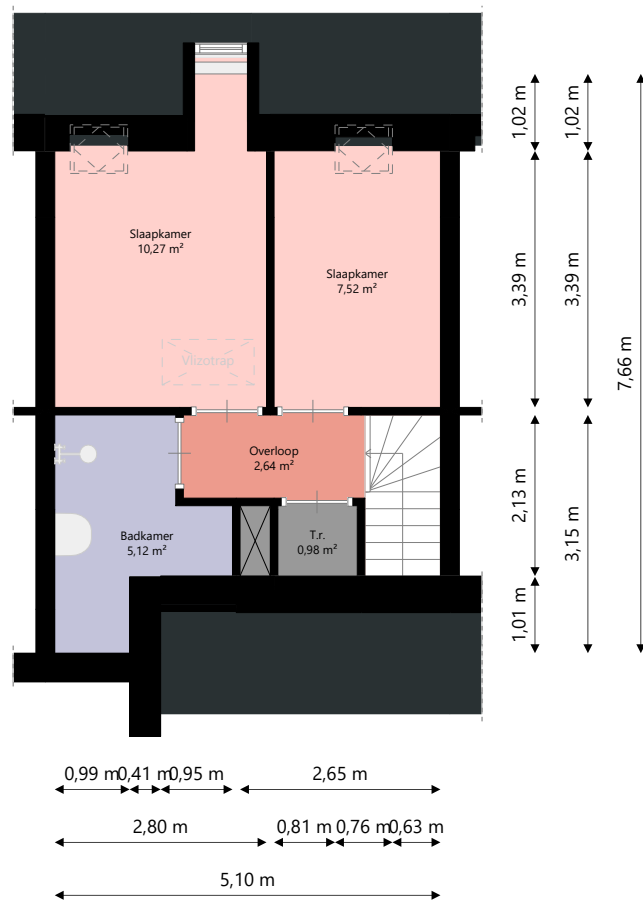 1,02 m
1,02 m
Slaapkamer
10,27 m²
Slaapkamer
7,52 m²
3,39 m
3,39 m
7,66 m
Vlizotrap
Overloop
2,64 m²
Badkamer
5,12 m²
T.r.
0,98 m²
2,13 m
3,15 m
1,01 m
0,99 m
0,41 m
0,95 m
2,65 m
2,80 m
0,81 m
0,76 m
0,63 m
5,10 m